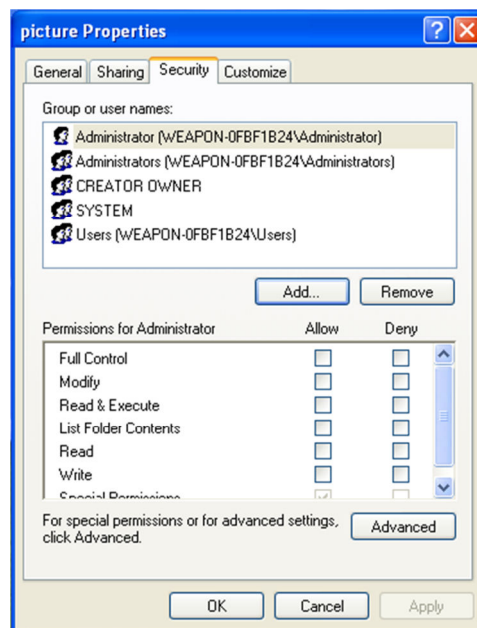 picture Properties
General Sharing Security Customize
Group or user names:
Administrator (WEAPON-0FBF1B24\Administrator)
Administrators (WEAPON-0FBF1B24\Administrators)
CREATOR OWNER
SYSTEM
Users (WEAPON-0FBF1B24\Users)
Add... Remove
Permissions for Administrator Allow Deny
Full Control
Modify
Read & Execute
List Folder Contents
Read
Write
Special Permissions
For special permissions or for advanced settings,
click Advanced.
Advanced
OK Cancel Apply